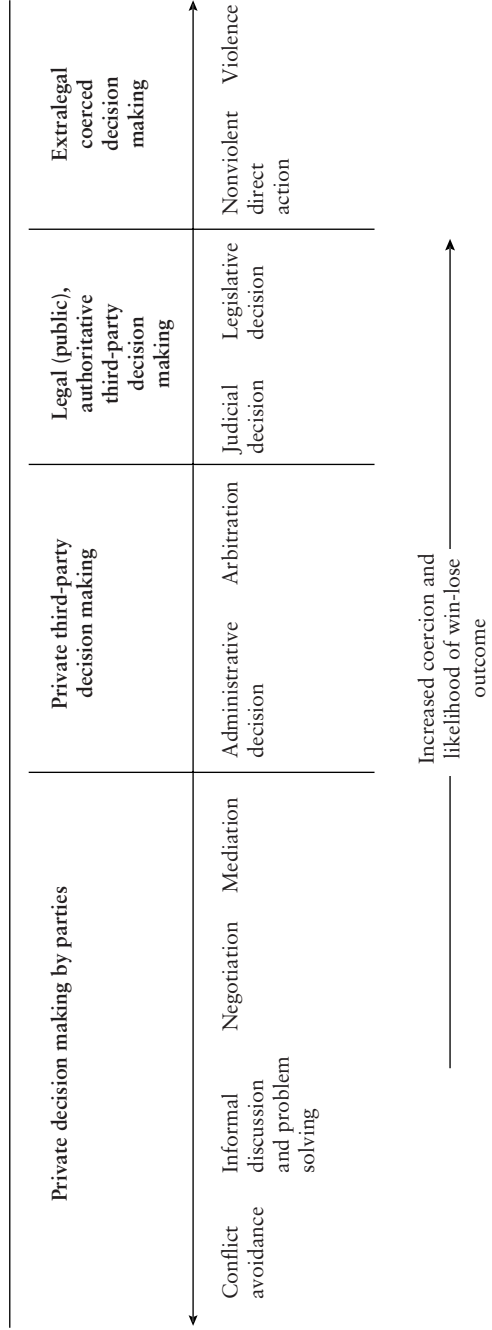 Private decision making by parties
Private third-party
decision making
Legal (public),
authoritative
third-party
decision
making
Extralegal
coerced
decision
making
Conflict
avoidance
Informal
discussion
and problem
solving
Negotiation
Mediation
Administrative
decision
Arbitration
Judicial
decision
Legislative
decision
Nonviolent
direct
action
Violence
Increased coercion and
likelihood of win-lose
outcome